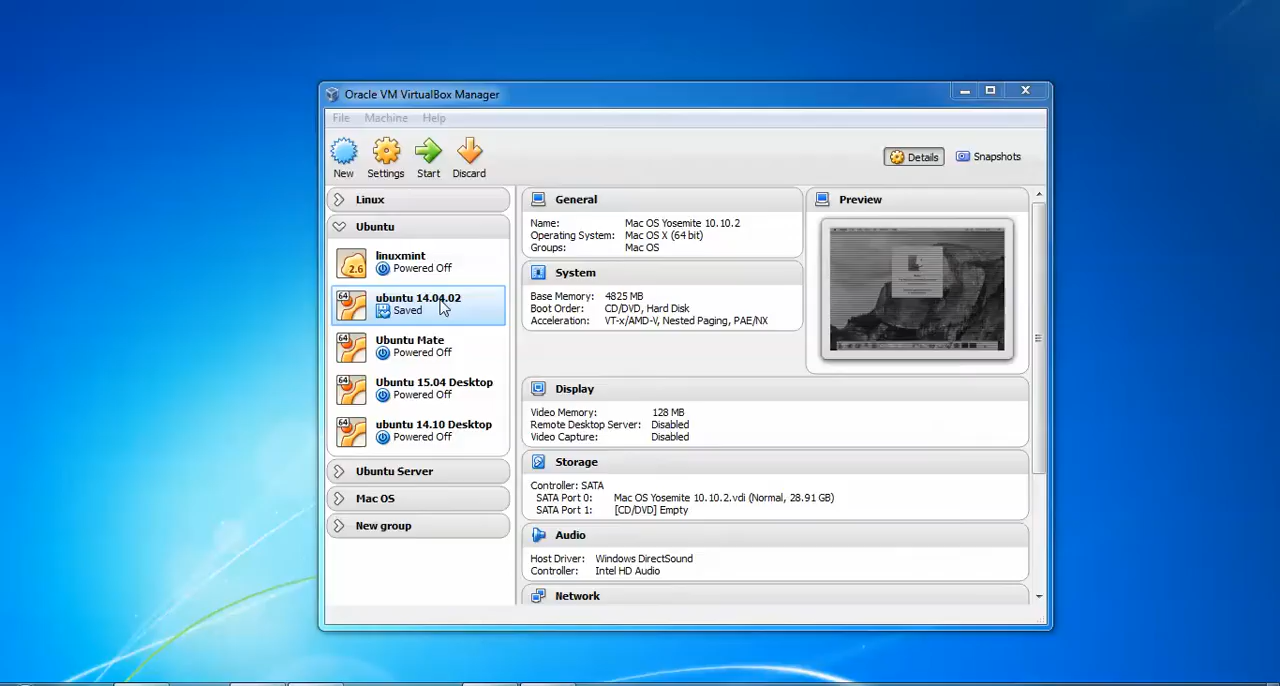 Oracle VM VirtualBox Manager
File Machine Help
New Settings Start Discard
Details Snapshots
Linux
Ubuntu
2.6
linuxmint
Powered Off
64
ubuntu 14.04.02
Saved
64
Ubuntu Mate
Powered Off
64
Ubuntu 15.04 Desktop
Powered Off
64
ubuntu 14.10 Desktop
Powered Off
Ubuntu Server
Mac OS
New group
General
Name: Mac OS Yosemite 10.10.2
Operating System: Mac OS X (64 bit)
Groups: Mac OS
System
Base Memory: 4825 MB
Boot Order: CD/DVD, Hard Disk
Acceleration: VT-x/AMD-V, Nested Paging, PAE/NX
Preview
Display
Video Memory: 128 MB
Remote Desktop Server: Disabled
Video Capture: Disabled
Storage
Controller: SATA
SATA Port 0: Mac OS Yosemite 10.10.2.vdi (Normal, 28.91 GB)
SATA Port 1: [CD/DVD] Empty
Audio
Host Driver: Windows DirectSound
Controller: Intel HD Audio
Network